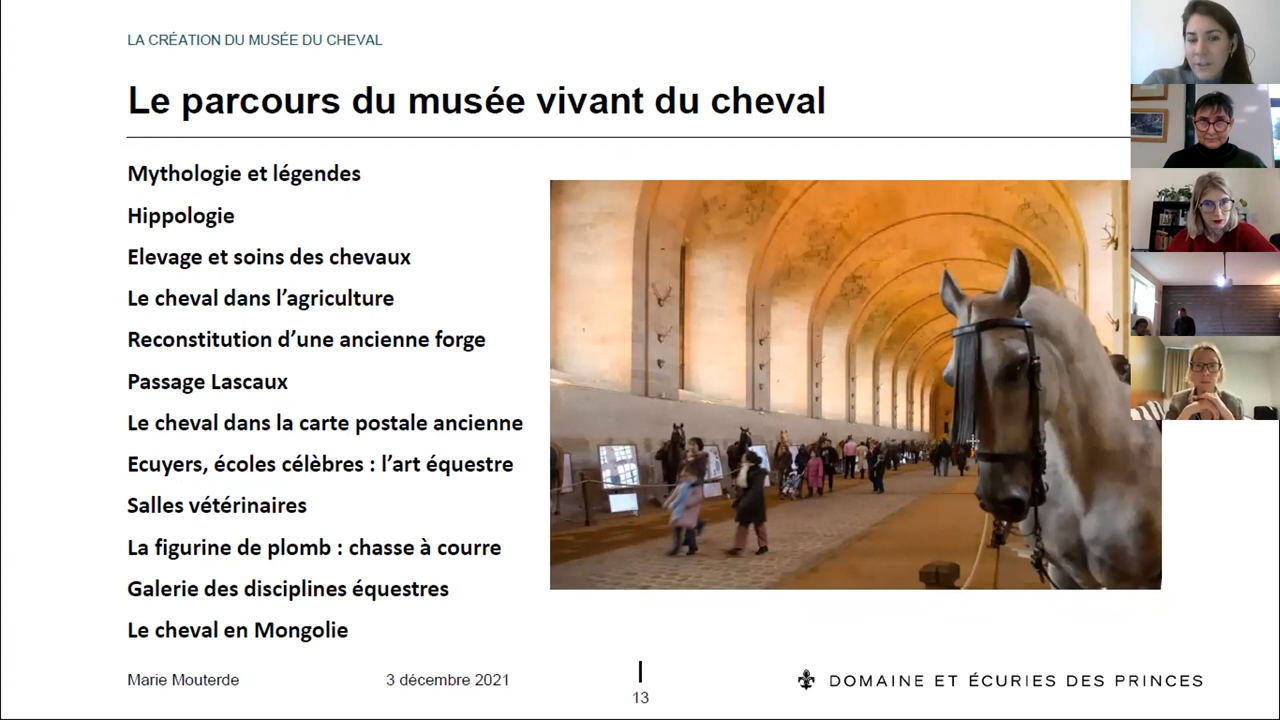 LA CRÉATION DU MUSÉE DU CHEVAL
Le parcours du musée vivant du cheval
Mythologie et légendes
Hippologie
Elevage et soins des chevaux
Le cheval dans l’agriculture
Reconstitution d’une ancienne forge
Passage Lascaux
Le cheval dans la carte postale ancienne
Ecuyers, écoles célèbres : l’art équestre
Salles vétérinaires
La figurine de plomb : chasse à courre
Galerie des disciplines équestres
Le cheval en Mongolie
Marie Mouterde
3 décembre 2021
13
DOMAINE ET ÉCURIES DES PRINCES